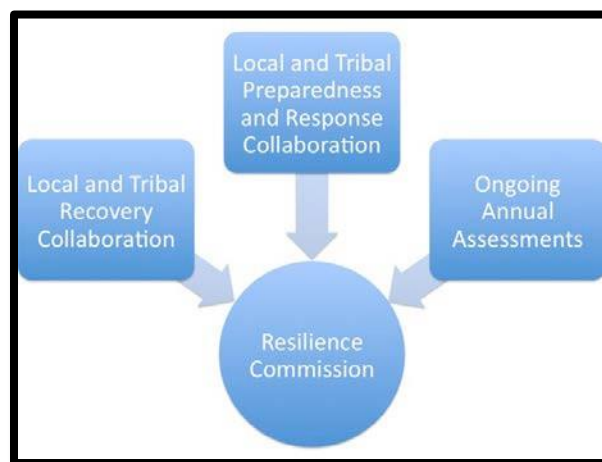 Local and Tribal
Preparedness
and Response
Collaboration
Local and Tribal
Recovery
Collaboration
Ongoing
Annual
Assessments
Resilience
Commission